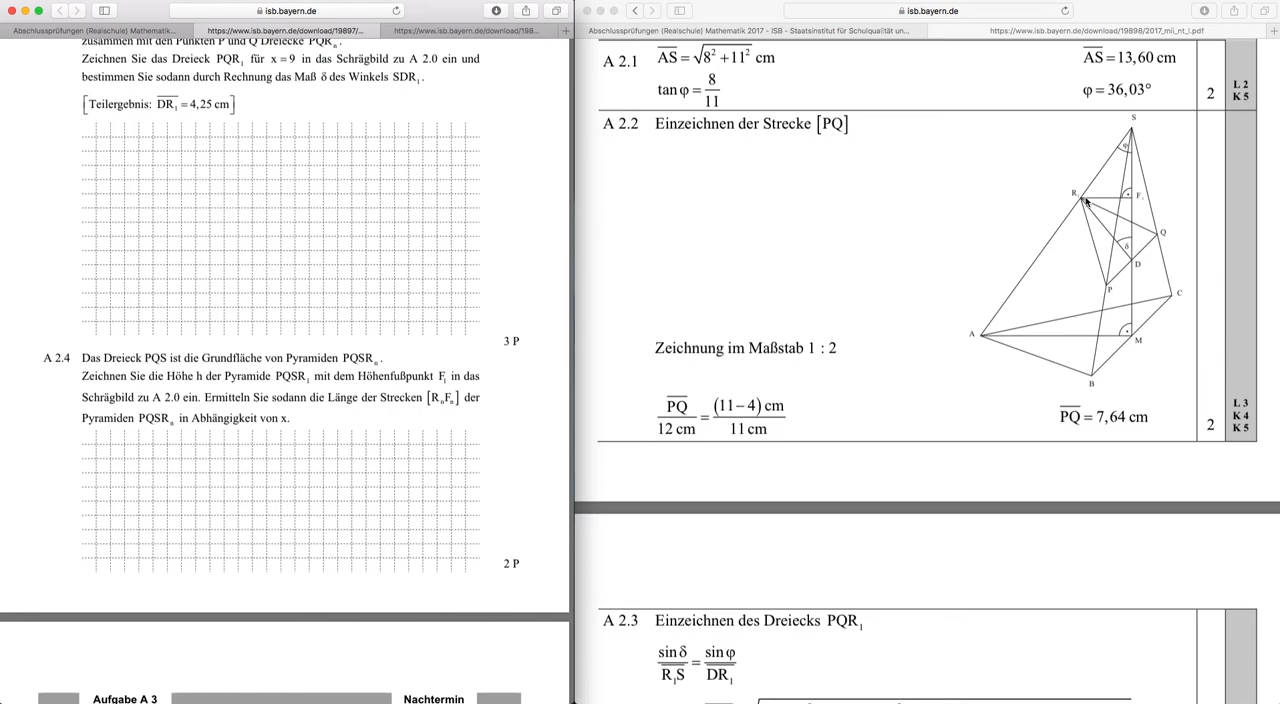 isb.bayern.de
Abschlussprüfungen (Realschule) Mathematik...
https://www.isb.bayern.de/download/19897/...
https://www.isb.bayern.de/download/198...
zusammen mit den Punkten P und Q Dreiecke PQRₙ.
Zeichnen Sie das Dreieck PQR₁ für x = 9 in das Schrägbild zu A 2.0 ein und
bestimmen Sie sodann durch Rechnung das Maß δ des Winkels SDR₁.
[Teilergebnis: DR₁ = 4,25 cm]
3 P
A 2.4 Das Dreieck PQS ist die Grundfläche von Pyramiden PQSRₙ.
Zeichnen Sie die Höhe h der Pyramide PQSR₁ mit dem Höhenfußpunkt F₁ in das
Schrägbild zu A 2.0 ein. Ermitteln Sie sodann die Länge der Strecken [RₙFₙ] der
Pyramiden PQSRₙ in Abhängigkeit von x.
2 P
Aufgabe A 3 Nachtermin
isb.bayern.de
Abschlussprüfungen (Realschule) Mathematik 2017 - ISB - Staatsinstitut für Schulqualität un...
https://www.isb.bayern.de/download/19898/2017_mii_nt_l.pdf
A 2.1 AS = √8² + 11² cm AS = 13,60 cm
tan φ = 8/11 φ = 36,03° 2
L 2
K 5
A 2.2 Einzeichnen der Strecke [PQ]
S
φ
R₁
F₁
Q
δ
D
P
C
A
M
B
Zeichnung im Maßstab 1 : 2
PQ/12 cm = (11 − 4) cm/11 cm PQ = 7,64 cm 2
L 3
K 4
K 5
A 2.3 Einzeichnen des Dreiecks PQR₁
sin δ/R₁S = sin φ/DR₁